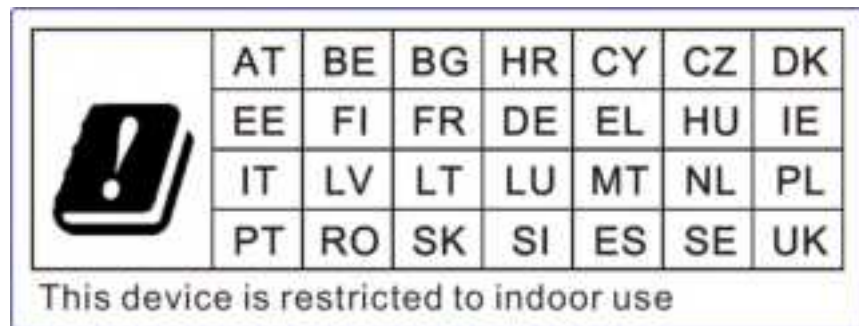 AT BE BG HR CY CZ DK
EE FI FR DE EL HU IE
IT LV LT LU MT NL PL
PT RO SK SI ES SE UK
This device is restricted to indoor use